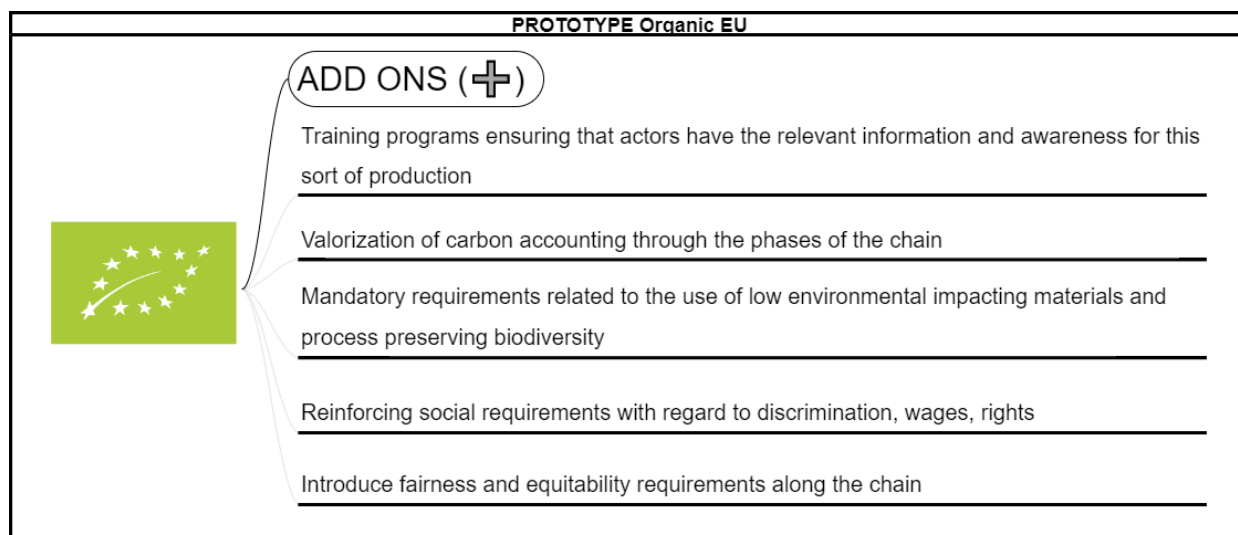 PROTOTYPE Organic EU
ADD ONS (+)
Training programs ensuring that actors have the relevant information and awareness for this
sort of production
Valorization of carbon accounting through the phases of the chain
Mandatory requirements related to the use of low environmental impacting materials and
process preserving biodiversity
Reinforcing social requirements with regard to discrimination, wages, rights
Introduce fairness and equitability requirements along the chain